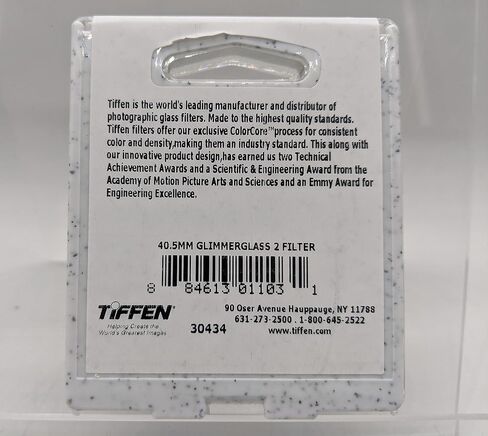 Tiffen is the world's leading manufacturer and distributor of
photographic glass filters. Made to the highest quality standards.
Tiffen filters offer our exclusive ColorCore™process for consistent
color and density,making them an industry standard. This along with
our innovative product design,has earned us two Technical
Achievement Awards and a Scientific & Engineering Award from the
Academy of Motion Picture Arts and Sciences and an Emmy Award for
Engineering Excellence.
40.5MM GLIMMERGLASS 2 FILTER
8 84613 01103 1
TIFFEN®
Helping Create the
World's Greatest Images
30434
90 Oser Avenue Hauppauge, NY 11788
631-273-2500 . 1-800-645-2522
www.tiffen.com